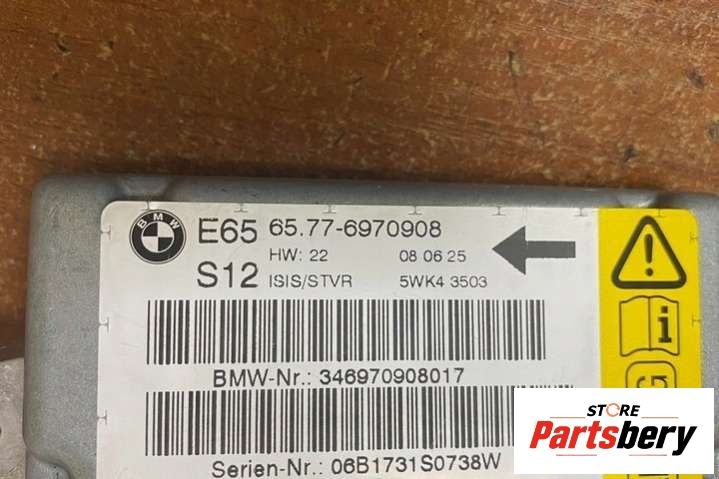 BMW
E65 65.77-6970908
HW: 22 08 06 25
S12 ISIS/STVR 5WK4 3503
BMW-Nr.: 346970908017
Serien-Nr.: 06B1731S0738W
STORE
Partsbery